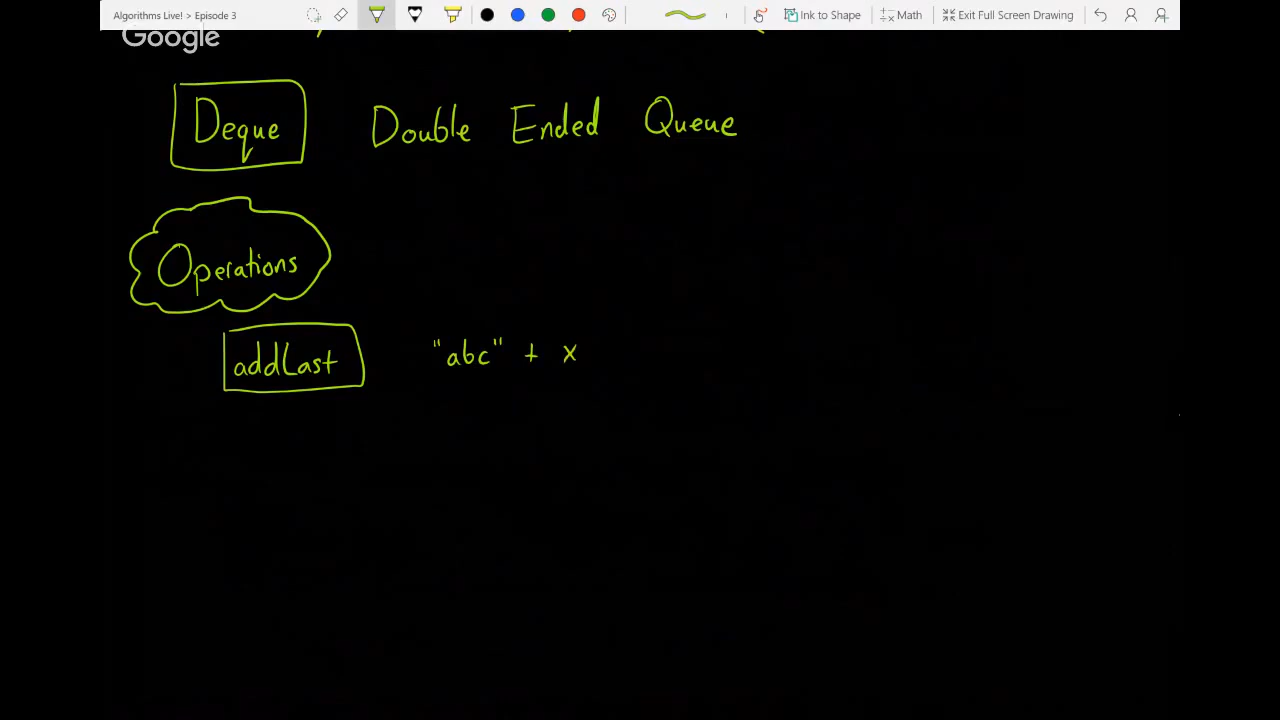 Algorithms Live! > Episode 3 Ink to Shape Math Exit Full Screen Drawing
Google
Deque Double Ended Queue
Operations
addLast "abc" + x